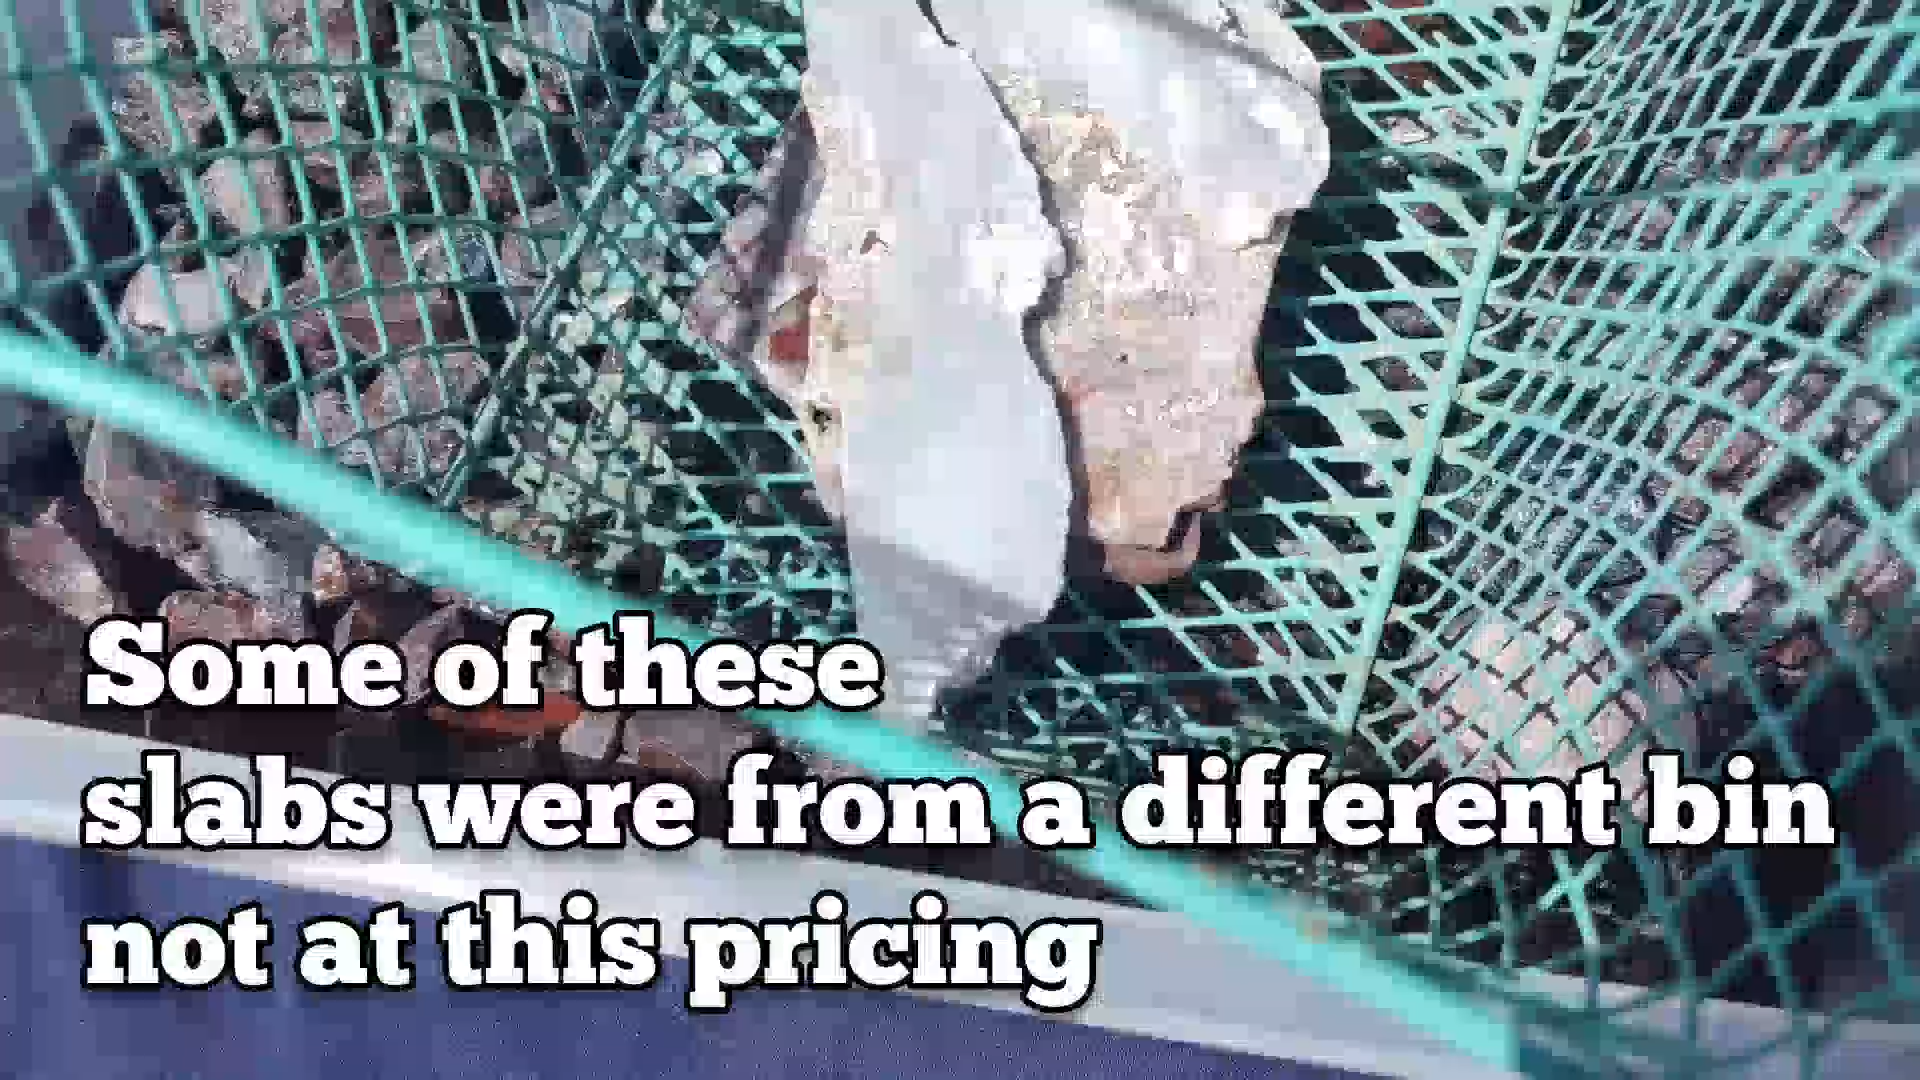 Some of these
slabs were from a different bin
not at this pricing